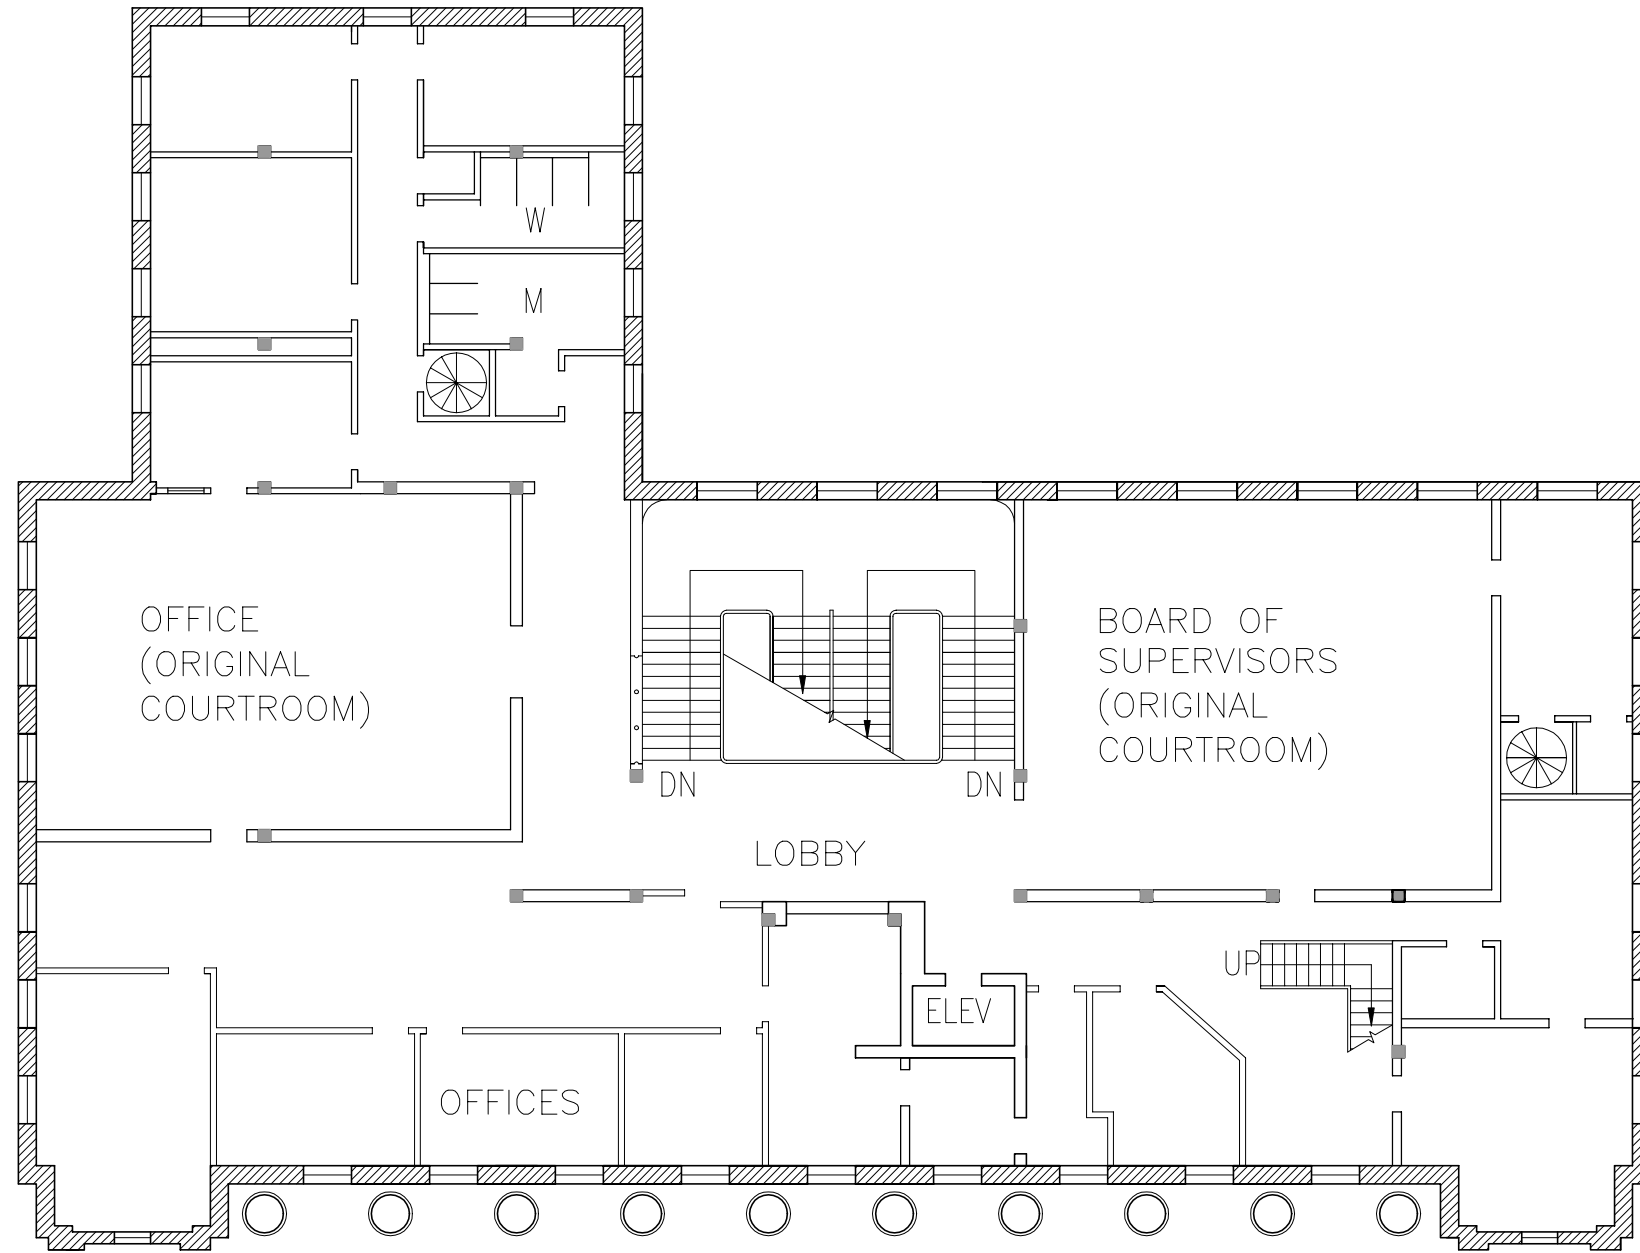 W
M
OFFICE
(ORIGINAL
COURTROOM)
BOARD OF
SUPERVISORS
(ORIGINAL
COURTROOM)
DN
DN
LOBBY
UP
ELEV
OFFICES